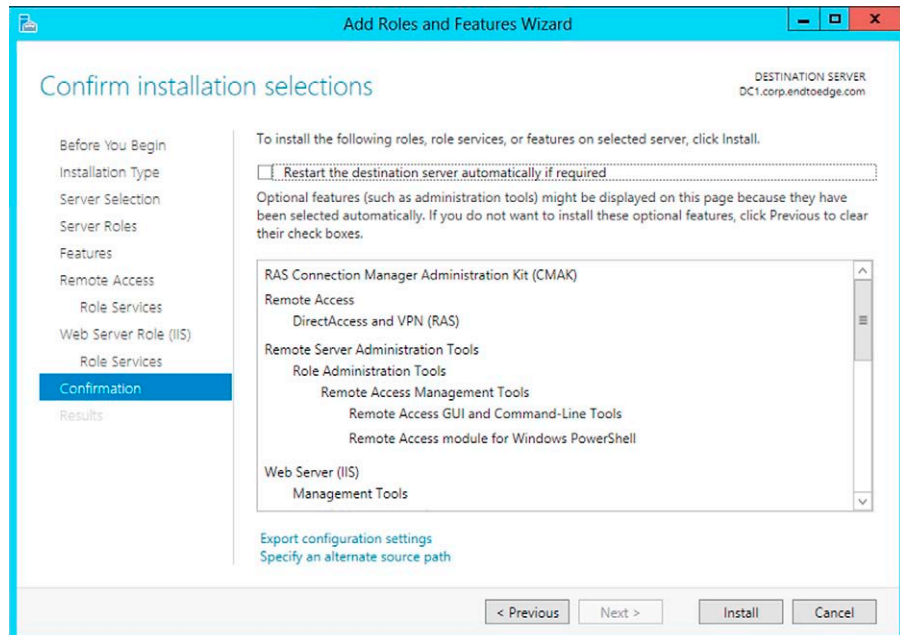 Add Roles and Features Wizard
Confirm installation selections
DESTINATION SERVER
DC1.corp.endtoedge.com
Before You Begin
Installation Type
Server Selection
Server Roles
Features
Remote Access
Role Services
Web Server Role (IIS)
Role Services
Confirmation
Results
To install the following roles, role services, or features on selected server, click Install.
Restart the destination server automatically if required
Optional features (such as administration tools) might be displayed on this page because they have
been selected automatically. If you do not want to install these optional features, click Previous to clear
their check boxes.
RAS Connection Manager Administration Kit (CMAK)
Remote Access
DirectAccess and VPN (RAS)
Remote Server Administration Tools
Role Administration Tools
Remote Access Management Tools
Remote Access GUI and Command-Line Tools
Remote Access module for Windows PowerShell
Web Server (IIS)
Management Tools
Export configuration settings
Specify an alternate source path
< Previous
Next >
Install
Cancel